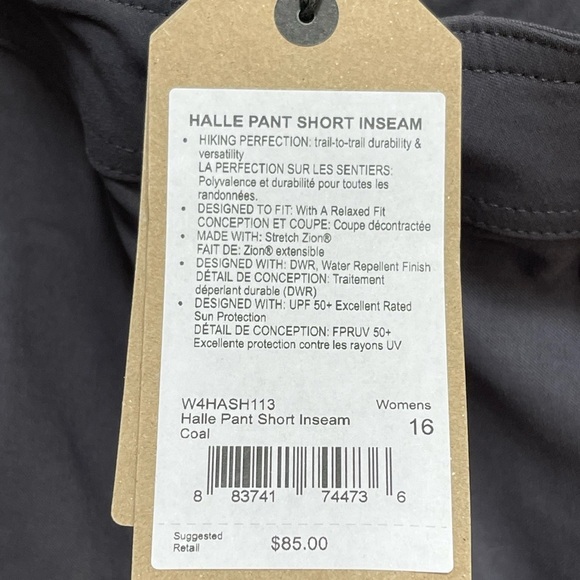 HALLE PANT SHORT INSEAM
• HIKING PERFECTION: trail-to-trail durability &
versatility
LA PERFECTION SUR LES SENTIERS:
Polyvalence et durabilité pour toutes les
randonnées.
• DESIGNED TO FIT: With A Relaxed Fit
CONCEPTION ET COUPE: Coupe décontractée
• MADE WITH: Stretch Zion®
FAIT DE: Zion® extensible
• DESIGNED WITH: DWR, Water Repellent Finish
DÉTAIL DE CONCEPTION: Traitement
déperlant durable (DWR)
• DESIGNED WITH: UPF 50+ Excellent Rated
Sun Protection
DÉTAIL DE CONCEPTION: FPRUV 50+
Excellente protection contre les rayons UV
W4HASH113 Womens
Halle Pant Short Inseam 16
Coal
8 83741 74473 6
Suggested
Retail $85.00